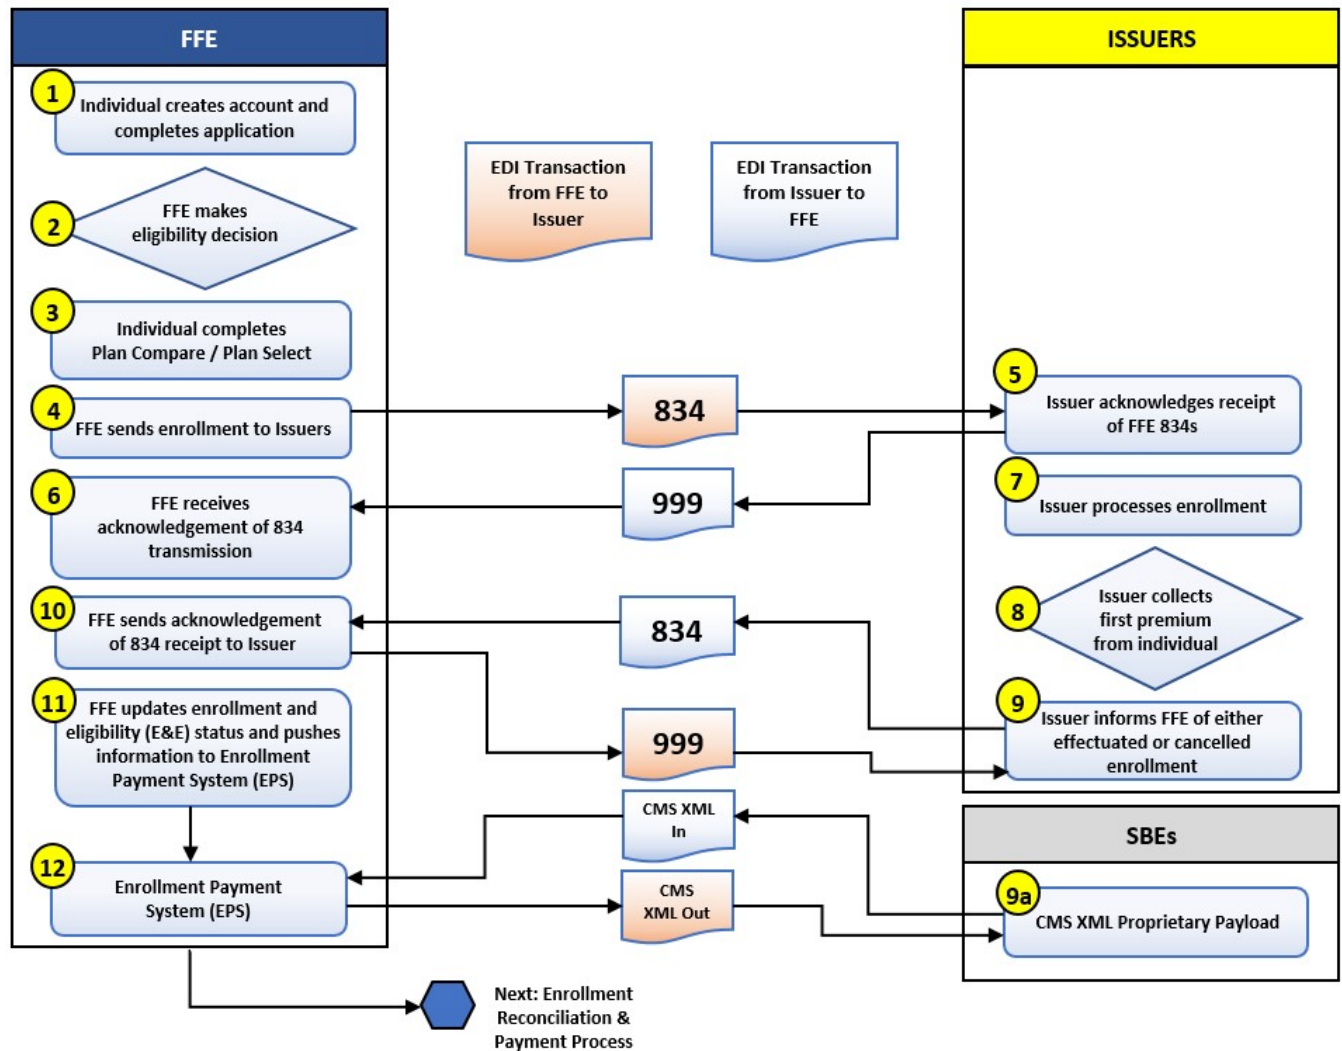 FFE
1
Individual creates account and
completes application
2
FFE makes
eligibility decision
3
Individual completes
Plan Compare / Plan Select
4
FFE sends enrollment to Issuers
6
FFE receives
acknowledgement of 834
transmission
10
FFE sends acknowledgement
of 834 receipt to Issuer
11
FFE updates enrollment and
eligibility (E&E) status and pushes
information to Enrollment
Payment System (EPS)
12
Enrollment Payment
System (EPS)
EDI Transaction
from FFE to
Issuer
EDI Transaction
from Issuer to
FFE
834
999
834
999
CMS XML
In
CMS
XML Out
Next: Enrollment
Reconciliation &
Payment Process
ISSUERS
5
Issuer acknowledges receipt
of FFE 834s
7
Issuer processes enrollment
8
Issuer collects
first premium
from individual
9
Issuer informs FFE of either
effectuated or cancelled
enrollment
SBEs
9a
CMS XML Proprietary Payload